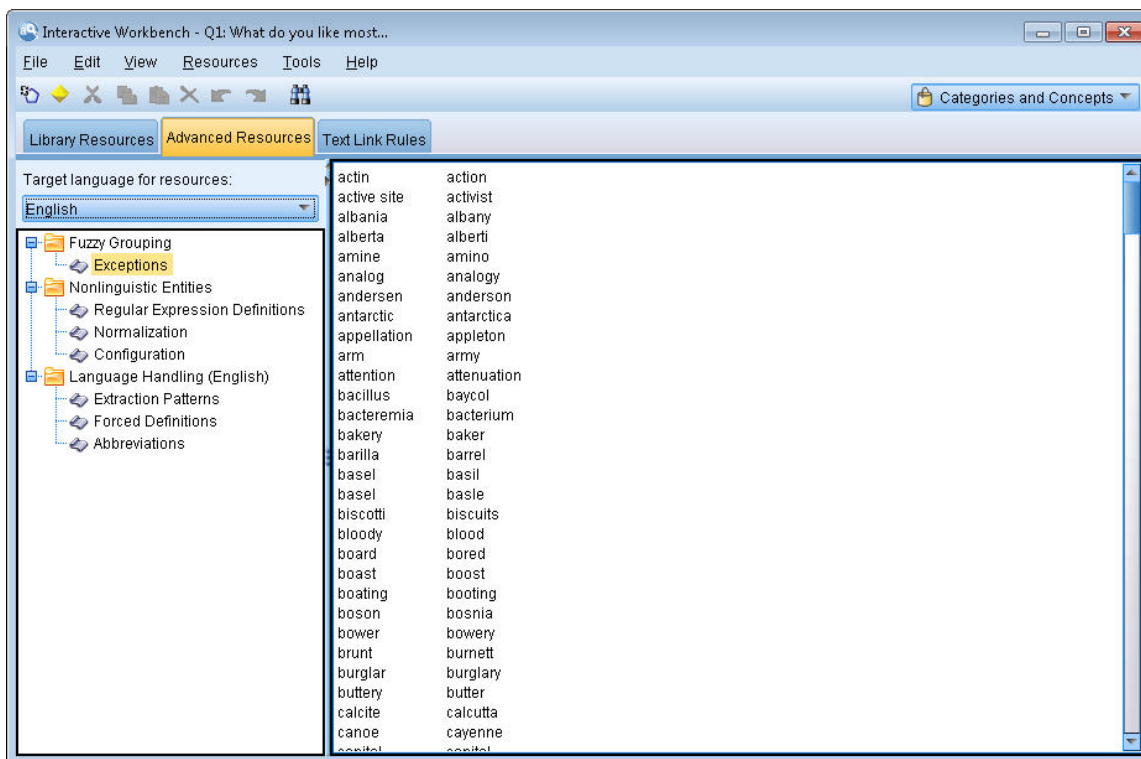 Interactive Workbench - Q1: What do you like most...
File Edit View Resources Tools Help
Categories and Concepts
Library Resources Advanced Resources Text Link Rules
Target language for resources:
English
Fuzzy Grouping
Exceptions
Nonlinguistic Entities
Regular Expression Definitions
Normalization
Configuration
Language Handling (English)
Extraction Patterns
Forced Definitions
Abbreviations
actin action
active site activist
albania albany
alberta alberti
amine amino
analog analogy
andersen anderson
antarctic antarctica
appellation appleton
arm army
attention attenuation
bacillus baycol
bacteremia bacterium
bakery baker
barilla barrel
basel basil
basel basle
biscotti biscuits
bloody blood
board bored
boast boost
boating booting
boson bosnia
bower bowery
brunt burnett
burglar burglary
buttery butter
calcite calcutta
canoe cayenne